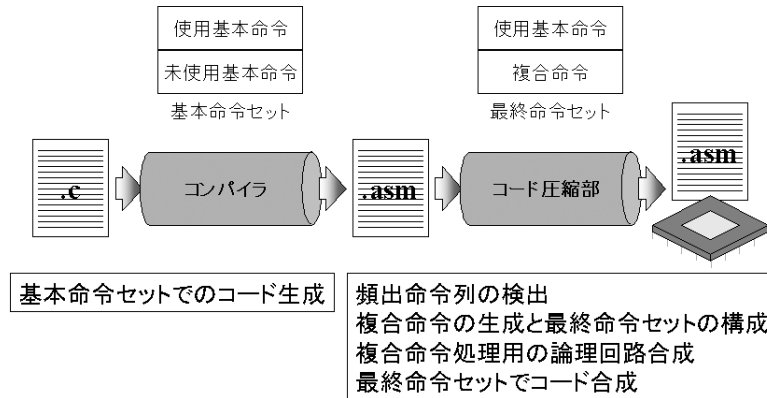 使用基本命令
未使用基本命令
基本命令セット
使用基本命令
複合命令
最終命令セット
.c
コンパイラ
.asm
コード圧縮部
.asm
基本命令セットでのコード生成
頻出命令列の検出
複合命令の生成と最終命令セットの構成
複合命令処理用の論理回路合成
最終命令セットでコード合成